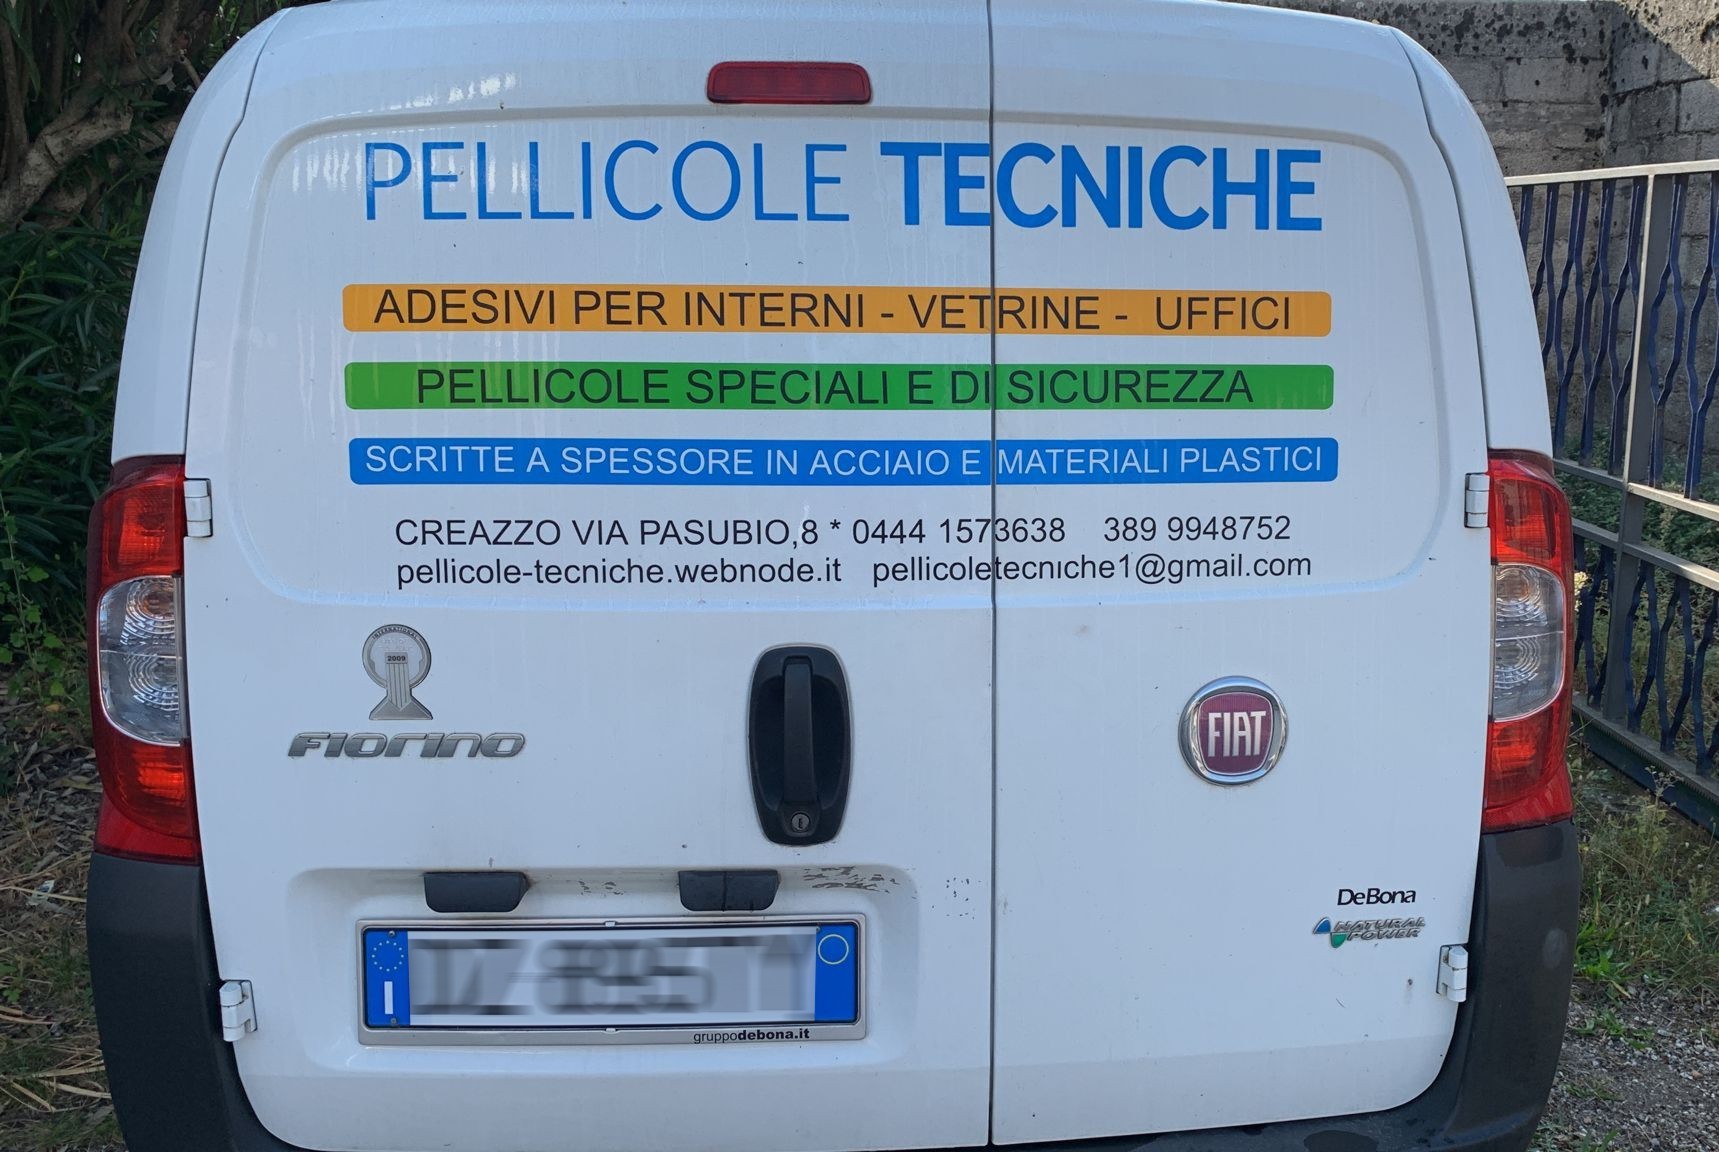 PELLICOLE TECNICHE
ADESIVI PER INTERNI - VETRINE - UFFICI
PELLICOLE SPECIALI E DI SICUREZZA
SCRITTE A SPESSORE IN ACCIAIO E MATERIALI PLASTICI
CREAZZO VIA PASUBIO,8 * 0444 1573638 389 9948752
pellicole-tecniche.webnode.it pellicoletecniche1@gmail.com
INTERNATIONAL
2009
FIORINO
FIAT
DeBona
NATURAL
POWER
I
gruppodebona.it